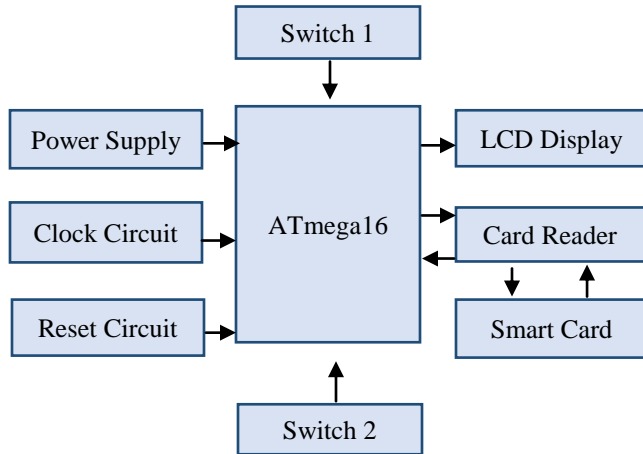 Switch 1
Power Supply
LCD Display
ATmega16
Clock Circuit
Card Reader
Reset Circuit
Smart Card
Switch 2